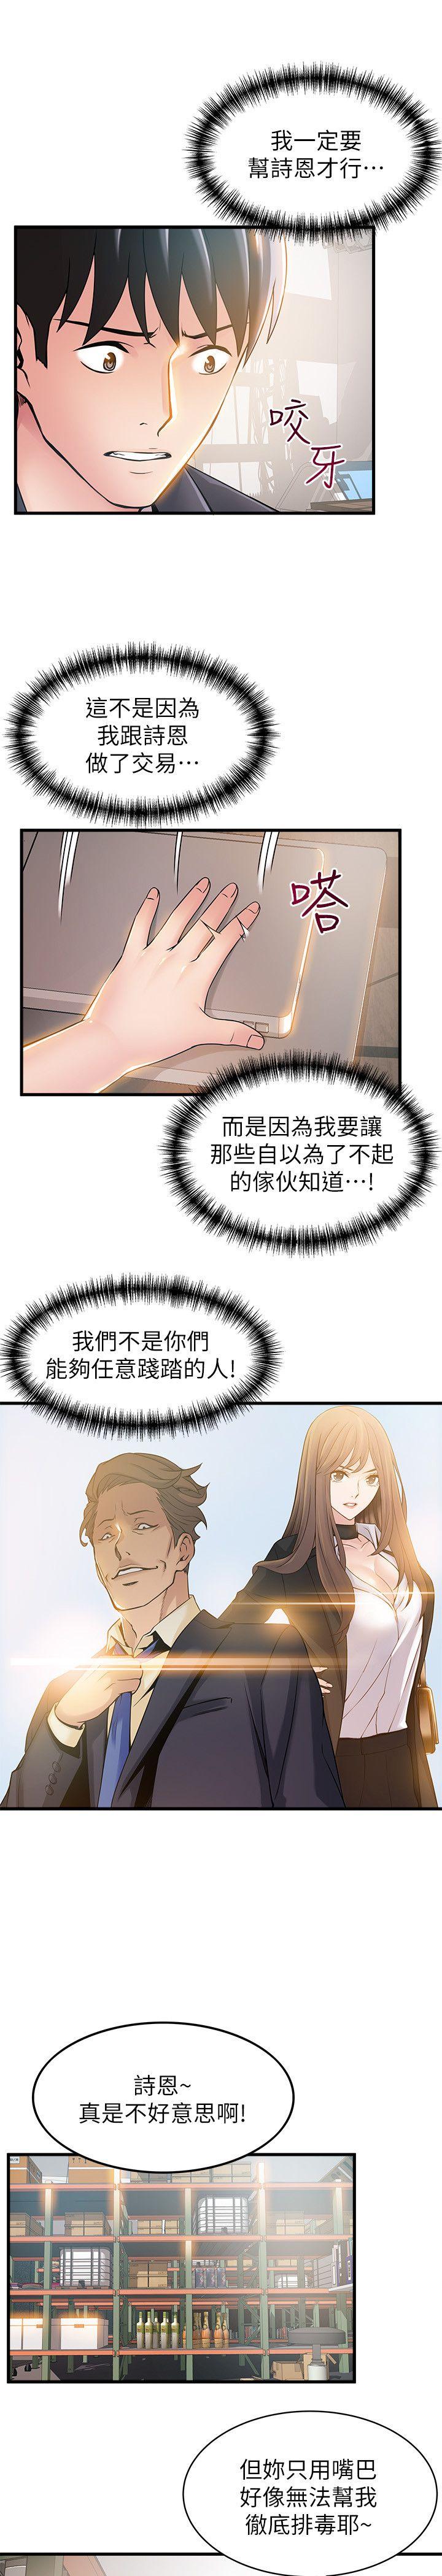 我一定要
幫詩恩才行⋯
咬牙
這不是因為
我跟詩恩
做了交易⋯
嗒
而是因為我要讓
那些自以為了不起
的傢伙知道⋯!
我們不是你們
能夠任意踐踏的人!
詩恩~
真是不好意思啊!
但妳只用嘴巴
好像無法幫我
徹底排毒耶~